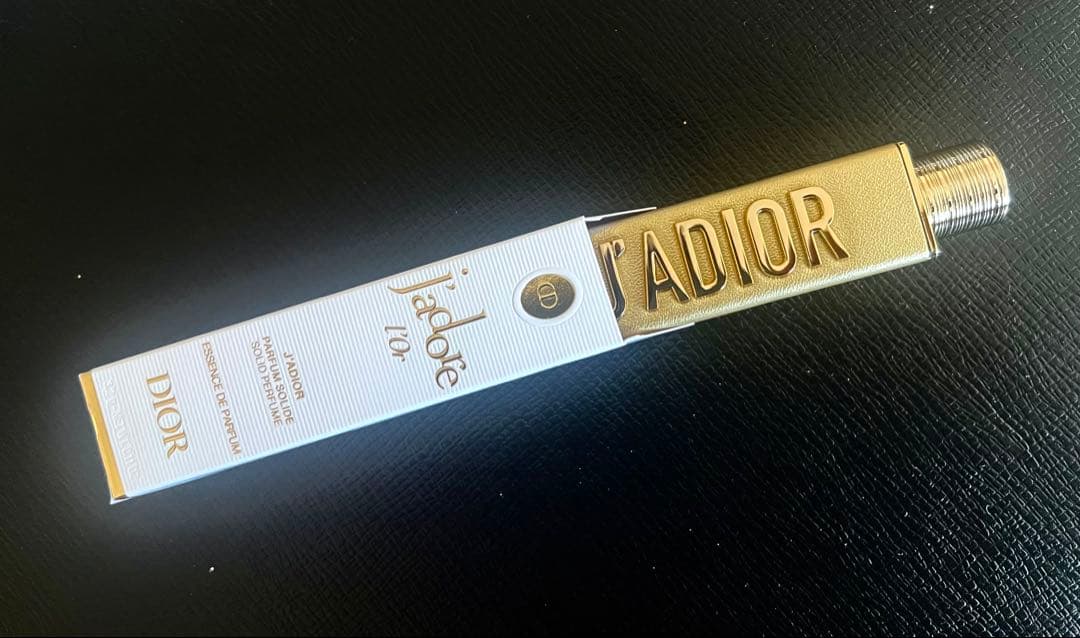 J'ADIOR
CD
j'adore
l'Or
J'ADIOR
PARFUM SOLIDE
SOLID PERFUME
ESSENCE DE PARFUM
DIOR